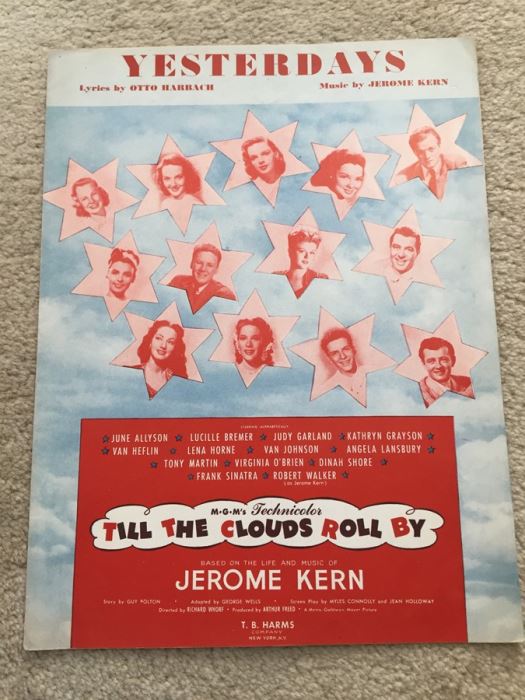 YESTERDAYS
Lyrics by OTTO HARBACH Music by JEROME KERN
STARRING ALPHABETICALLY
★ JUNE ALLYSON ★ LUCILLE BREMER ★ JUDY GARLAND ★ KATHRYN GRAYSON ★
★ VAN HEFLIN ★ LENA HORNE ★ VAN JOHNSON ★ ANGELA LANSBURY ★
★ TONY MARTIN ★ VIRGINIA O'BRIEN ★ DINAH SHORE ★
★ FRANK SINATRA ★ ROBERT WALKER ★
(as Jerome Kern)
M-G-M's Technicolor
TILL THE CLOUDS ROLL BY
BASED ON THE LIFE AND MUSIC OF
JEROME KERN
Story by GUY BOLTON · Adapted by GEORGE WELLS · Screen Play by MYLES CONNOLLY and JEAN HOLLOWAY
Directed by RICHARD WHORF · Produced by ARTHUR FREED · A Metro-Goldwyn-Mayer Picture
T. B. HARMS
COMPANY
NEW YORK, N.Y.